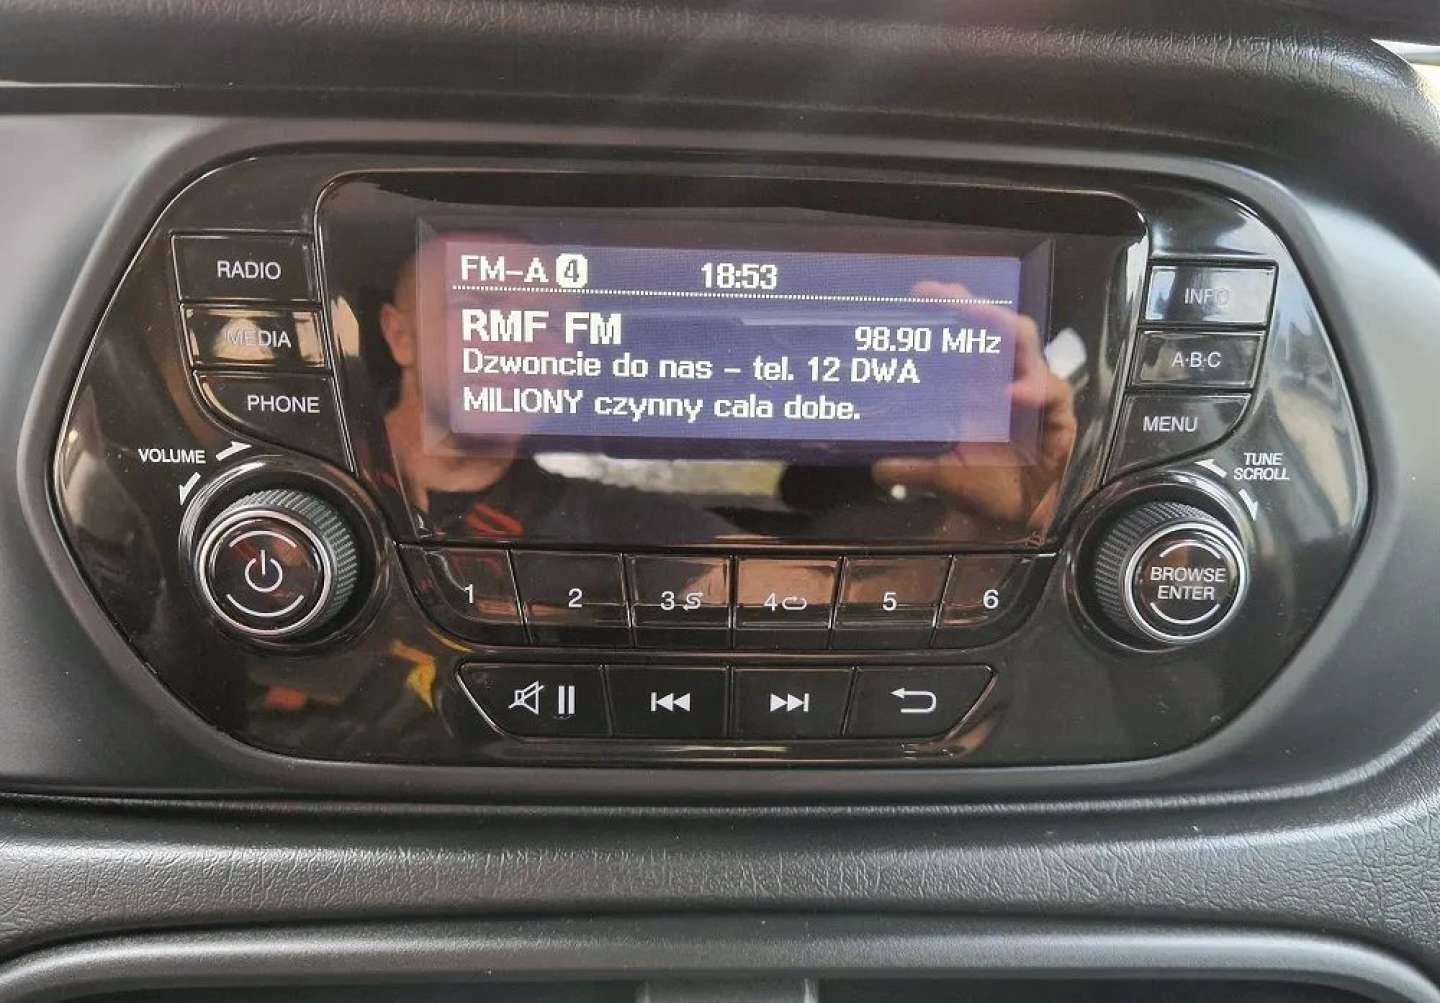 FM-A 4 18:53
RMF FM 98.90 MHz
Dzwoncie do nas - tel. 12 DWA
MILIONY czynny cala dobe.
RADIO
MEDIA
PHONE
VOLUME
INFO
A·B·C
MENU
TUNE
SCROLL
BROWSE
ENTER
1 2 3 4 5 6